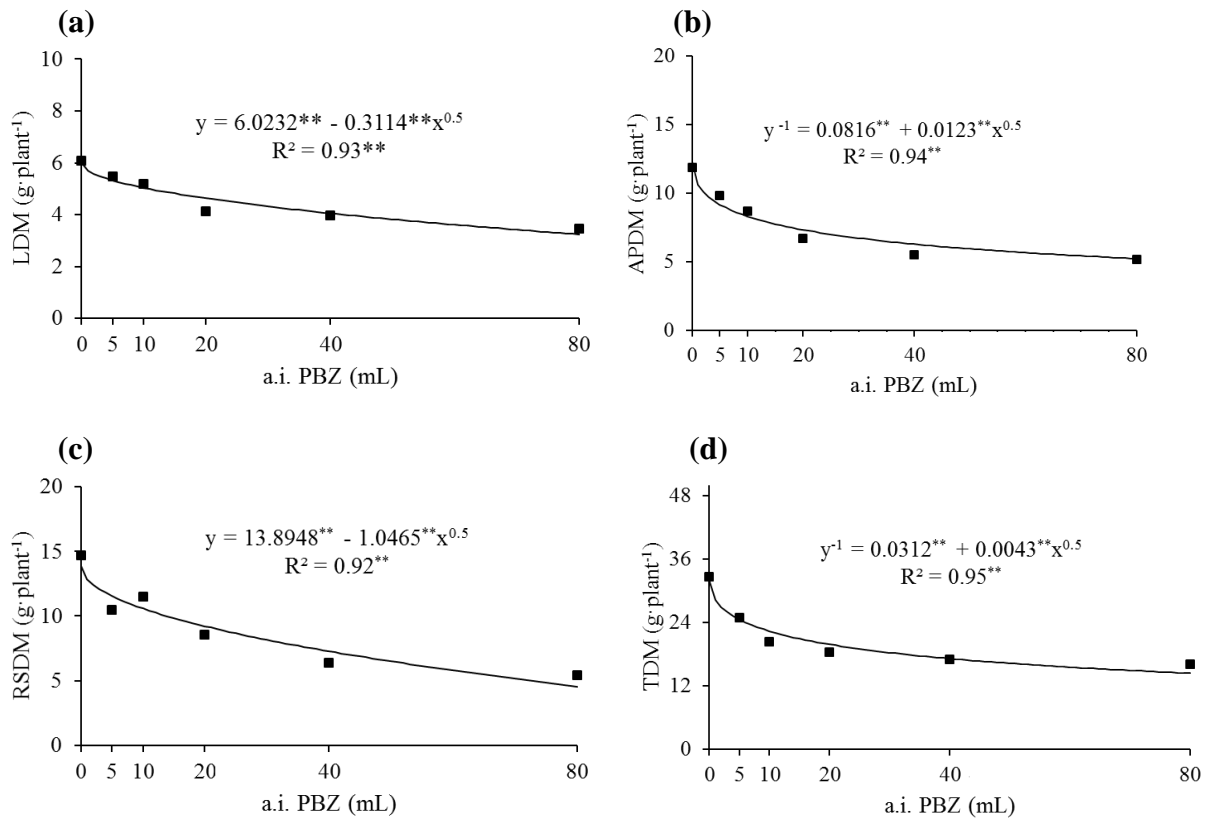 (a)
10
8
6
4
2
0
LDM (g·plant⁻¹)
y = 6.0232** - 0.3114**x⁰·⁵
R² = 0.93**
0 5 10 20 40 80
a.i. PBZ (mL)
(b)
20
15
10
5
0
APDM (g·plant⁻¹)
y⁻¹ = 0.0816** + 0.0123**x⁰·⁵
R² = 0.94**
0 5 10 20 40 80
a.i. PBZ (mL)
(c)
20
15
10
5
0
RSDM (g·plant⁻¹)
y = 13.8948** - 1.0465**x⁰·⁵
R² = 0.92**
0 5 10 20 40 80
a.i. PBZ (mL)
(d)
48
36
24
12
0
TDM (g·plant⁻¹)
y⁻¹ = 0.0312** + 0.0043**x⁰·⁵
R² = 0.95**
0 5 10 20 40 80
a.i. PBZ (mL)